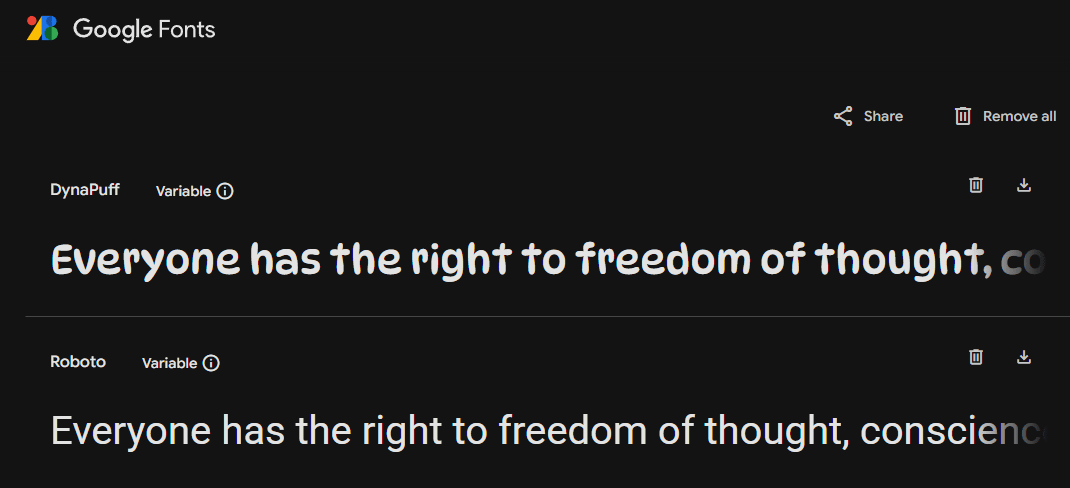 Google Fonts
Share Remove all
DynaPuff Variable
Everyone has the right to freedom of thought, co
Roboto Variable
Everyone has the right to freedom of thought, conscienc